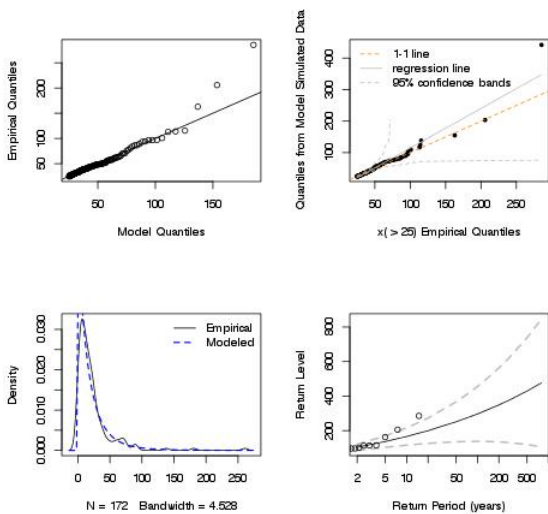 Empirical Quantiles
200
100
50
50
100
150
Model Quantiles
Quantiles from Model Simulated Data
400
300
200
100
1-1 line
regression line
95% confidence bands
50
100
150
200
250
x( > 25) Empirical Quantiles
Density
0.030
0.020
0.010
0.000
Empirical
Modeled
0
50
100
150
200
250
N = 172 Bandwidth = 4.528
Return Level
800
600
400
200
2
5
10
50
100
200
500
Return Period (years)